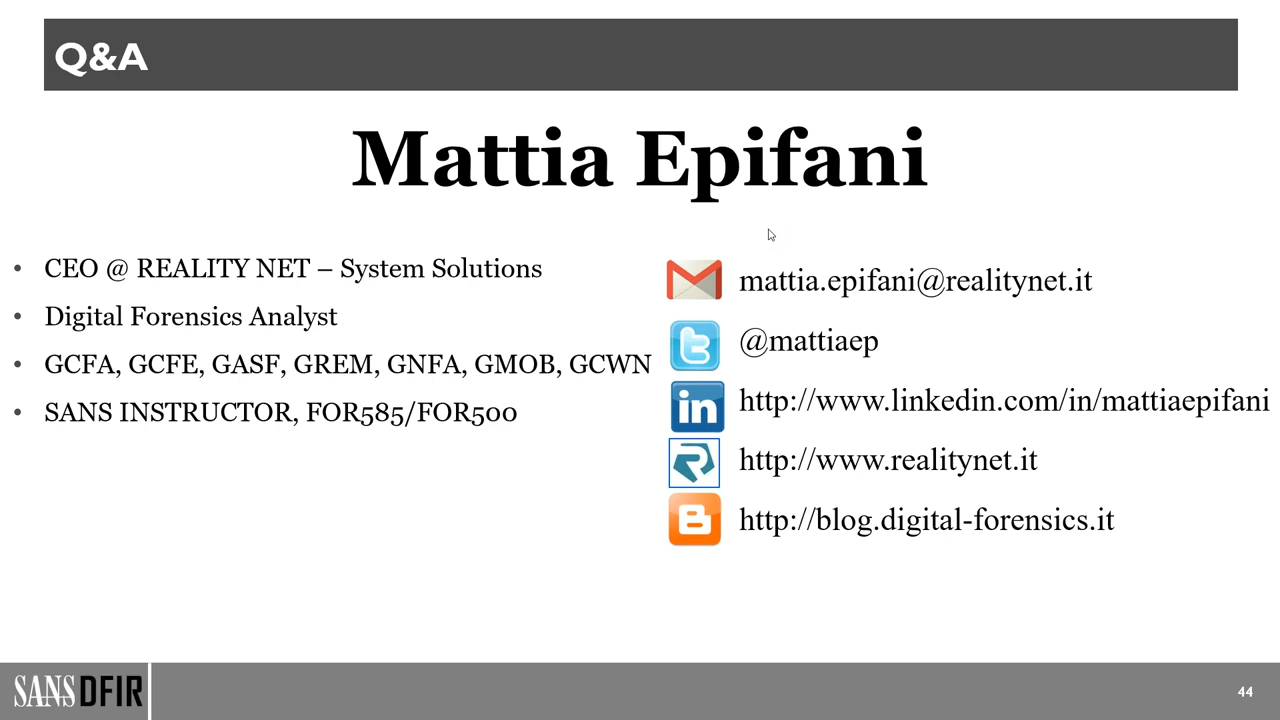 Q&A
Mattia Epifani
• CEO @ REALITY NET – System Solutions
• Digital Forensics Analyst
• GCFA, GCFE, GASF, GREM, GNFA, GMOB, GCWN
• SANS INSTRUCTOR, FOR585/FOR500
mattia.epifani@realitynet.it
@mattiaep
http://www.linkedin.com/in/mattiaepifani
http://www.realitynet.it
http://blog.digital-forensics.it
SANS DFIR
44